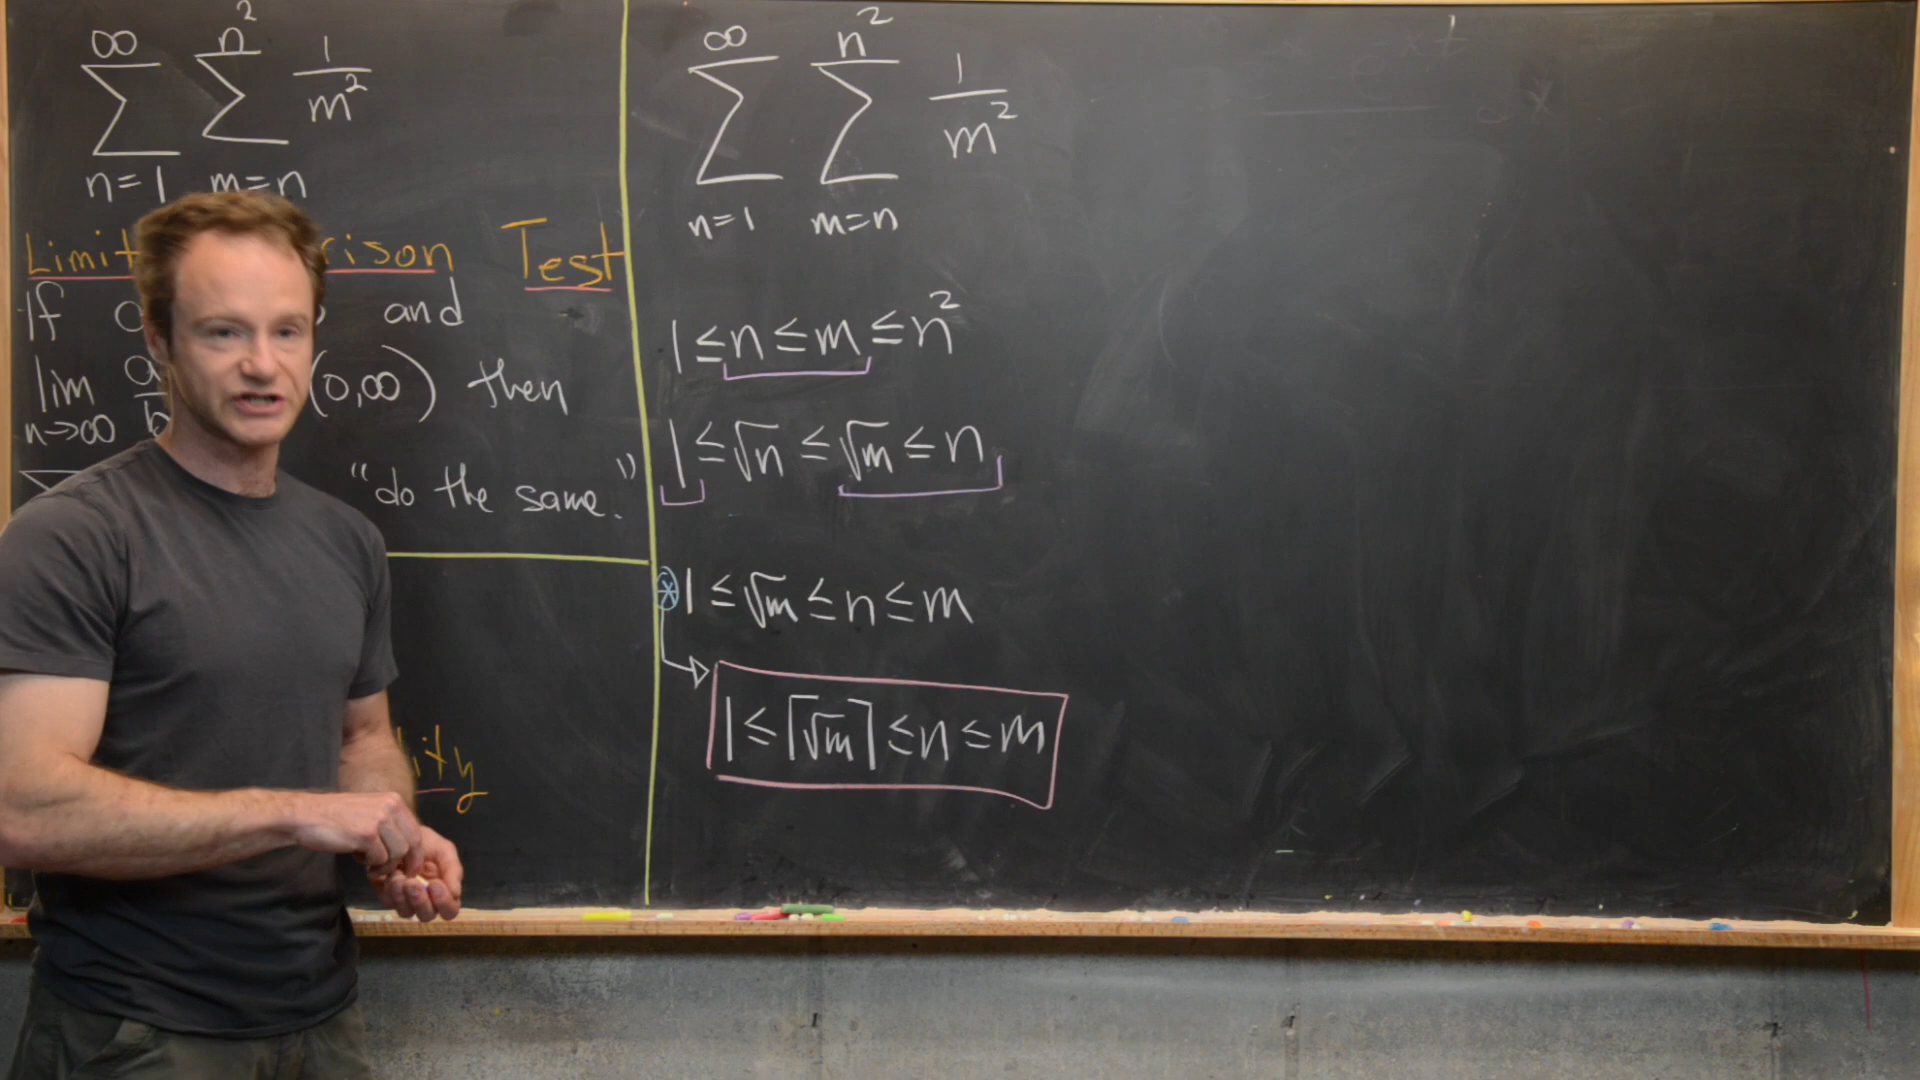 ∞ n²
∑ ∑ 1/m²
n=1 m=n
Limit rison Test
If and
lim (0,∞) then
n→∞
"do the same."
ity
∞ n²
∑ ∑ 1/m²
n=1 m=n
1≤n≤m≤n²
1≤√n≤√m≤n
⊛ 1≤√m≤n≤m
1≤⌈√m⌉≤n≤m